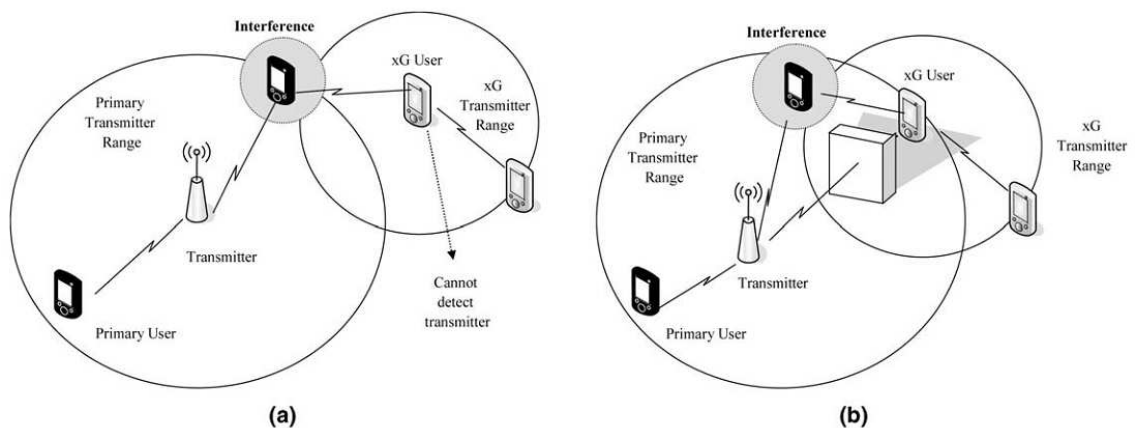 Interference
xG User
Primary
Transmitter
Range
xG
Transmitter
Range
Transmitter
Cannot
detect
transmitter
Primary User
(a)
Interference
xG User
Primary
Transmitter
Range
xG
Transmitter
Range
Transmitter
Primary User
(b)